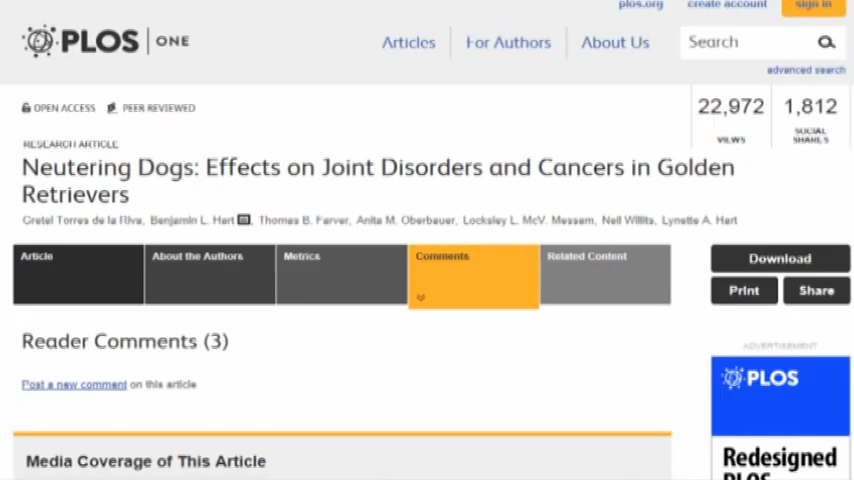 plos.org create account sign in
PLOS ONE
Articles For Authors About Us Search
advanced search
OPEN ACCESS PEER REVIEWED
22,972 1,812
VIEWS SOCIAL SHARES
RESEARCH ARTICLE
Neutering Dogs: Effects on Joint Disorders and Cancers in Golden
Retrievers
Gretel Torres de la Riva, Benjamin L. Hart, Thomas B. Farver, Anita M. Oberbauer, Locksley L. McV. Messam, Neil Willits, Lynette A. Hart
Article About the Authors Metrics Comments Related Content
Download
Print Share
Reader Comments (3)
ADVERTISEMENT
Post a new comment on this article
PLOS
Media Coverage of This Article
Redesigned
PLOS